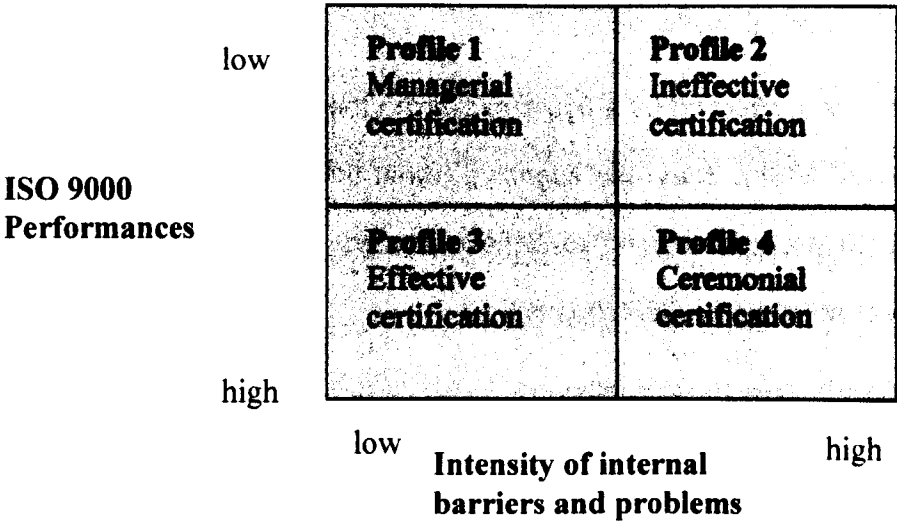 low
Profile 1
Managerial
certification
Profile 2
Ineffective
certification
ISO 9000
Performances
Profile 3
Effective
certification
Profile 4
Ceremonial
certification
high
low
high
Intensity of internal
barriers and problems